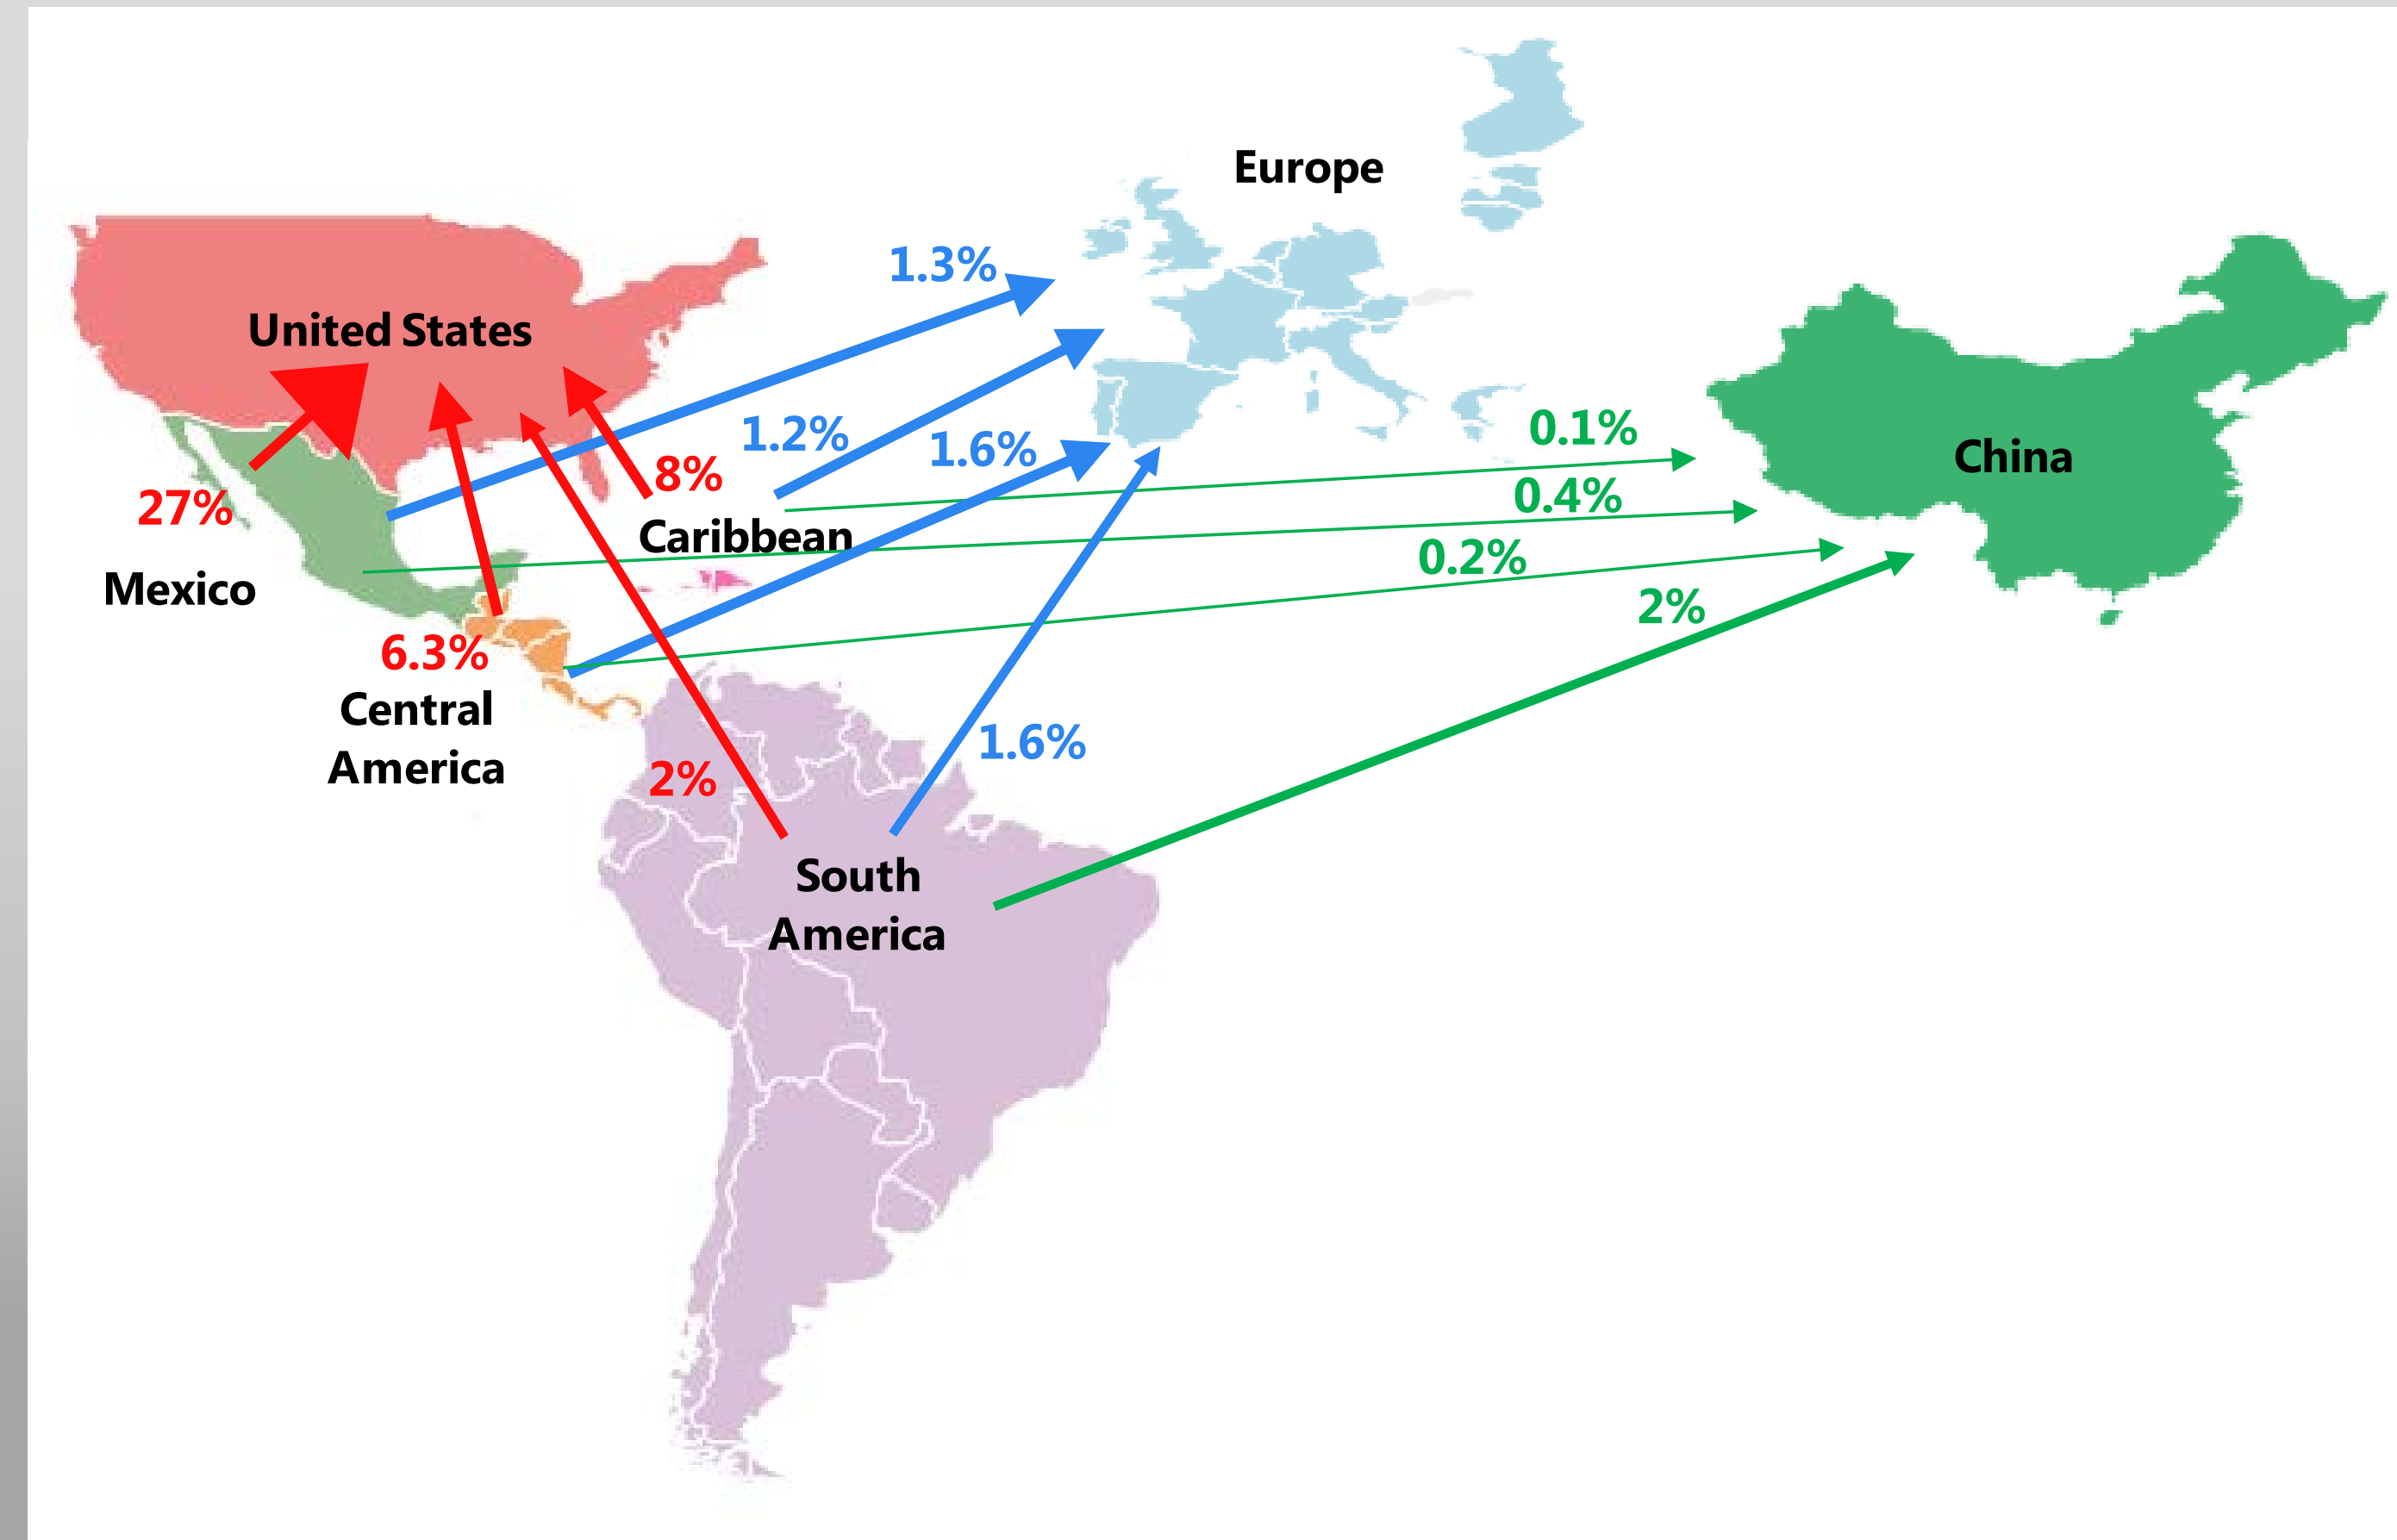 Europe
1.3%
United States
1.2%
1.6%
0.1%
China
8%
0.4%
27%
Caribbean
0.2%
Mexico
2%
6.3%
Central
America
1.6%
2%
South
America